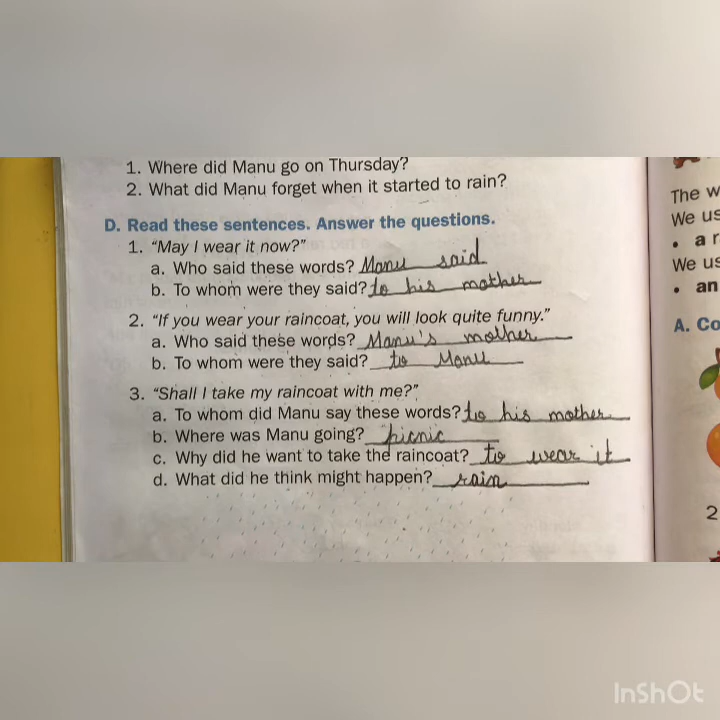 1. Where did Manu go on Thursday?
2. What did Manu forget when it started to rain?
D. Read these sentences. Answer the questions.
1. “May I wear it now?”
a. Who said these words? Manu said
b. To whom were they said? to his mother
2. “If you wear your raincoat, you will look quite funny.”
a. Who said these words? Manu's mother
b. To whom were they said? to Manu
3. “Shall I take my raincoat with me?”
a. To whom did Manu say these words? to his mother
b. Where was Manu going? picnic
c. Why did he want to take the raincoat? to wear it
d. What did he think might happen? rain
The w
We us
• a r
We us
• an
A. Co
2
InShOt